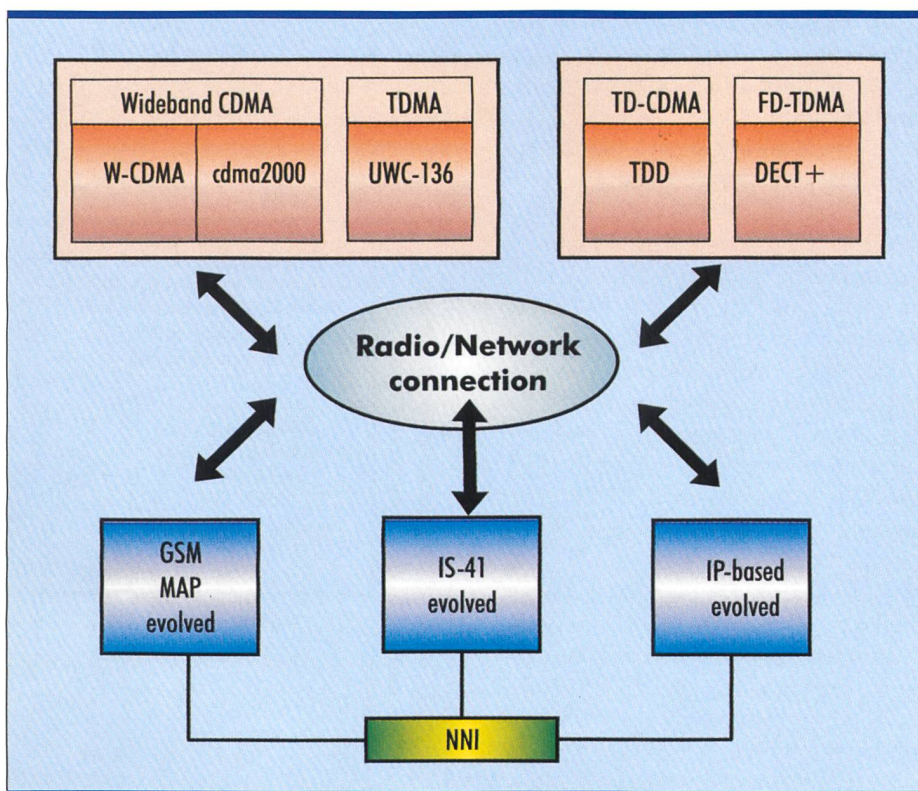 Wideband CDMA
TDMA
W-CDMA
cdma2000
UWC-136
TD-CDMA
FD-TDMA
TDD
DECT+
Radio/Network
connection
GSM
MAP
evolved
IS-41
evolved
IP-based
evolved
NNI